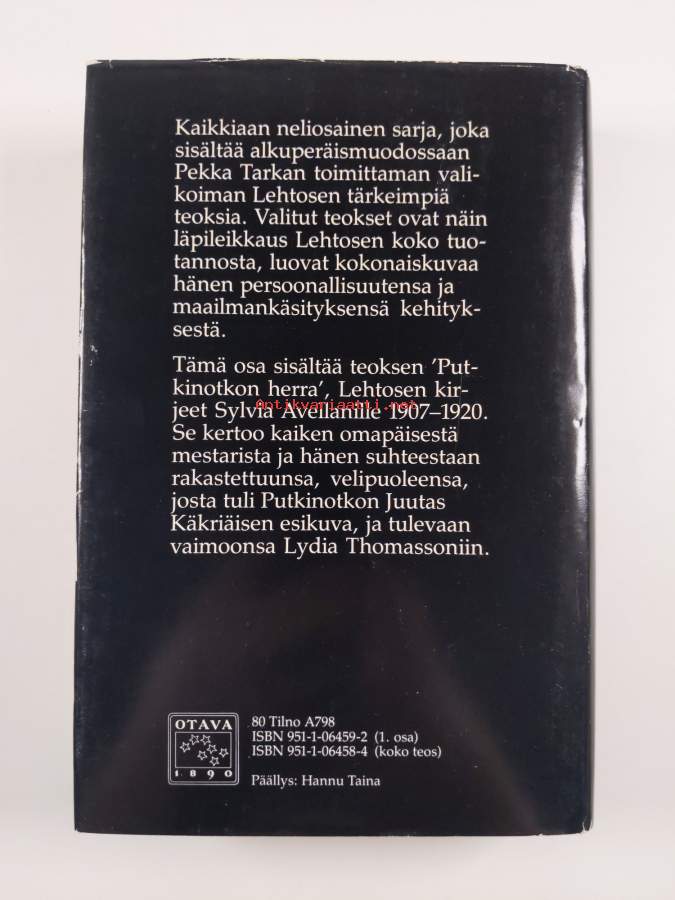 Kaikkiaan neliosainen sarja, joka
sisältää alkuperäismuodossaan
Pekka Tarkan toimittaman vali-
koiman Lehtosen tärkeimpiä
teoksia. Valitut teokset ovat näin
läpileikkaus Lehtosen koko tuo-
tannosta, luovat kokonaiskuvaa
hänen persoonallisuutensa ja
maailmankäsityksensä kehityk-
sestä.
Tämä osa sisältää teoksen 'Put-
kinotkon herra', Lehtosen kir-
jeet Sylvia Avellanille 1907–1920.
Antikvariaatti.net
Se kertoo kaiken omapäisestä
mestarista ja hänen suhteestaan
rakastettuunsa, velipuoleensa,
josta tuli Putkinotkon Juutas
Käkriäisen esikuva, ja tulevaan
vaimoonsa Lydia Thomassoniin.
OTAVA
1890
80 Tilno A798
ISBN 951-1-06459-2 (1. osa)
ISBN 951-1-06458-4 (koko teos)
Päällys: Hannu Taina